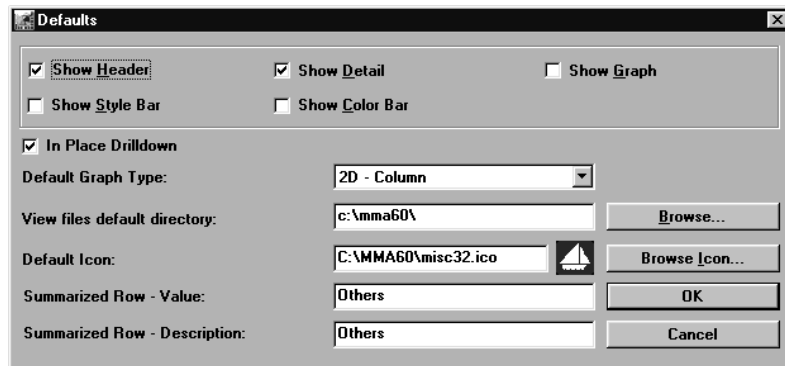 Defaults
Show Header Show Detail Show Graph
Show Style Bar Show Color Bar
In Place Drilldown
Default Graph Type: 2D - Column
View files default directory: c:\mma60\ Browse...
Default Icon: C:\MMA60\misc32.ico Browse Icon...
Summarized Row - Value: Others OK
Summarized Row - Description: Others Cancel